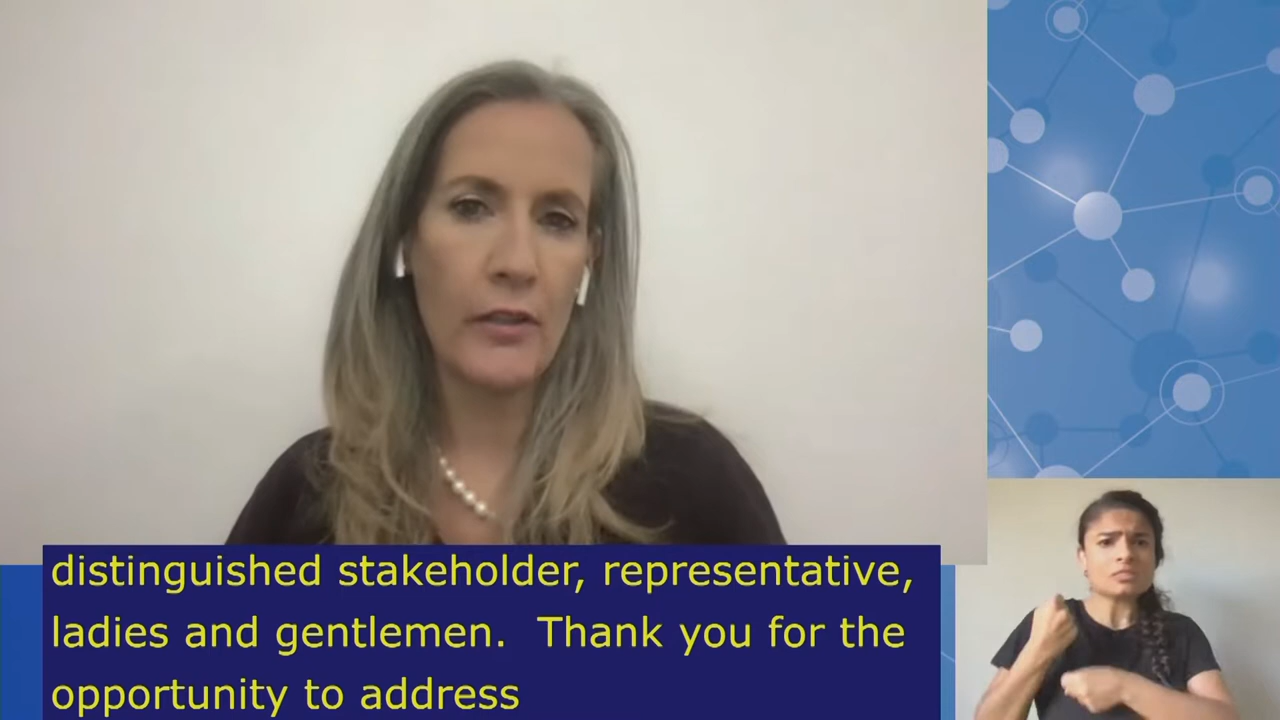 distinguished stakeholder, representative,
ladies and gentlemen.  Thank you for the
opportunity to address